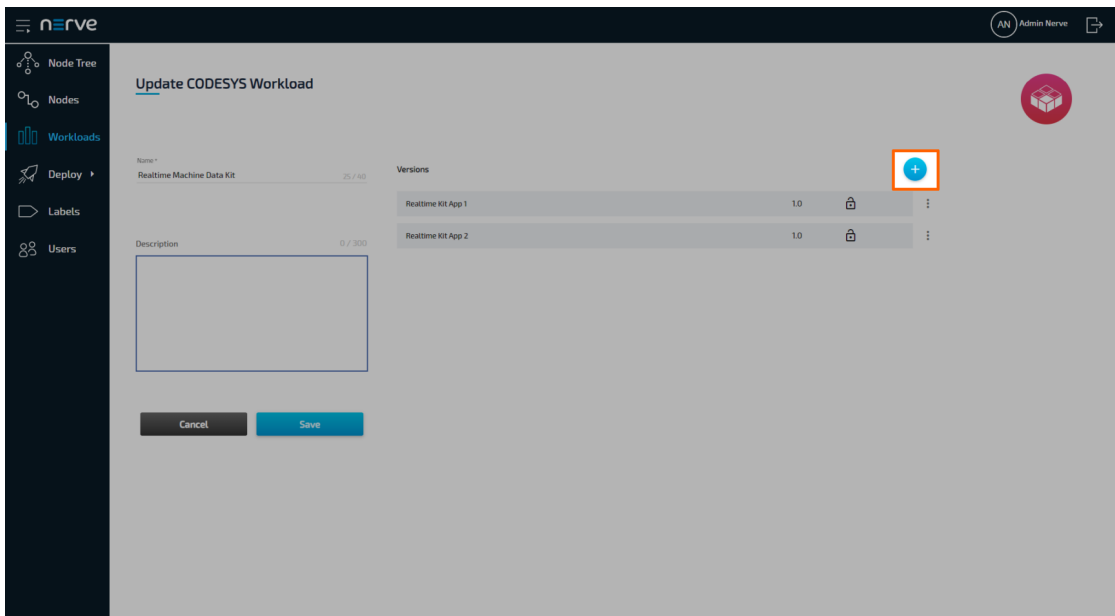 nerve
AN Admin Nerve
Node Tree
Nodes
Workloads
Deploy
Labels
Users
Update CODESYS Workload
Name *
Realtime Machine Data Kit 25 / 40
Description 0 / 300
Cancel Save
Versions
Realtime Kit App 1 1.0
Realtime Kit App 2 1.0